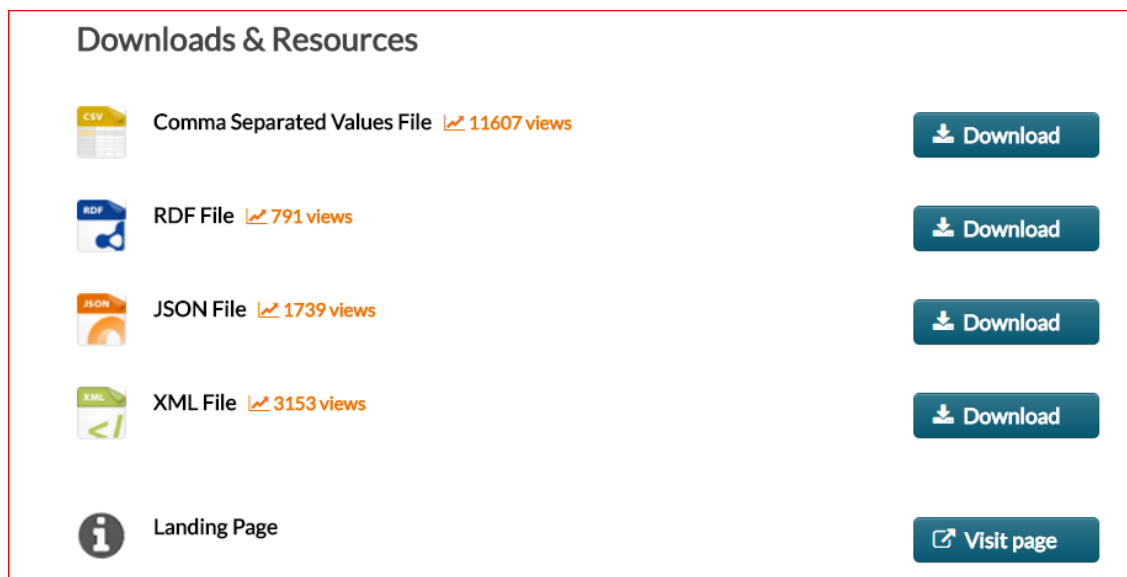 Downloads & Resources
CSV
Comma Separated Values File 11607 views
Download
RDF
RDF File 791 views
Download
JSON
JSON File 1739 views
Download
XML
XML File 3153 views
Download
</
Landing Page
Visit page